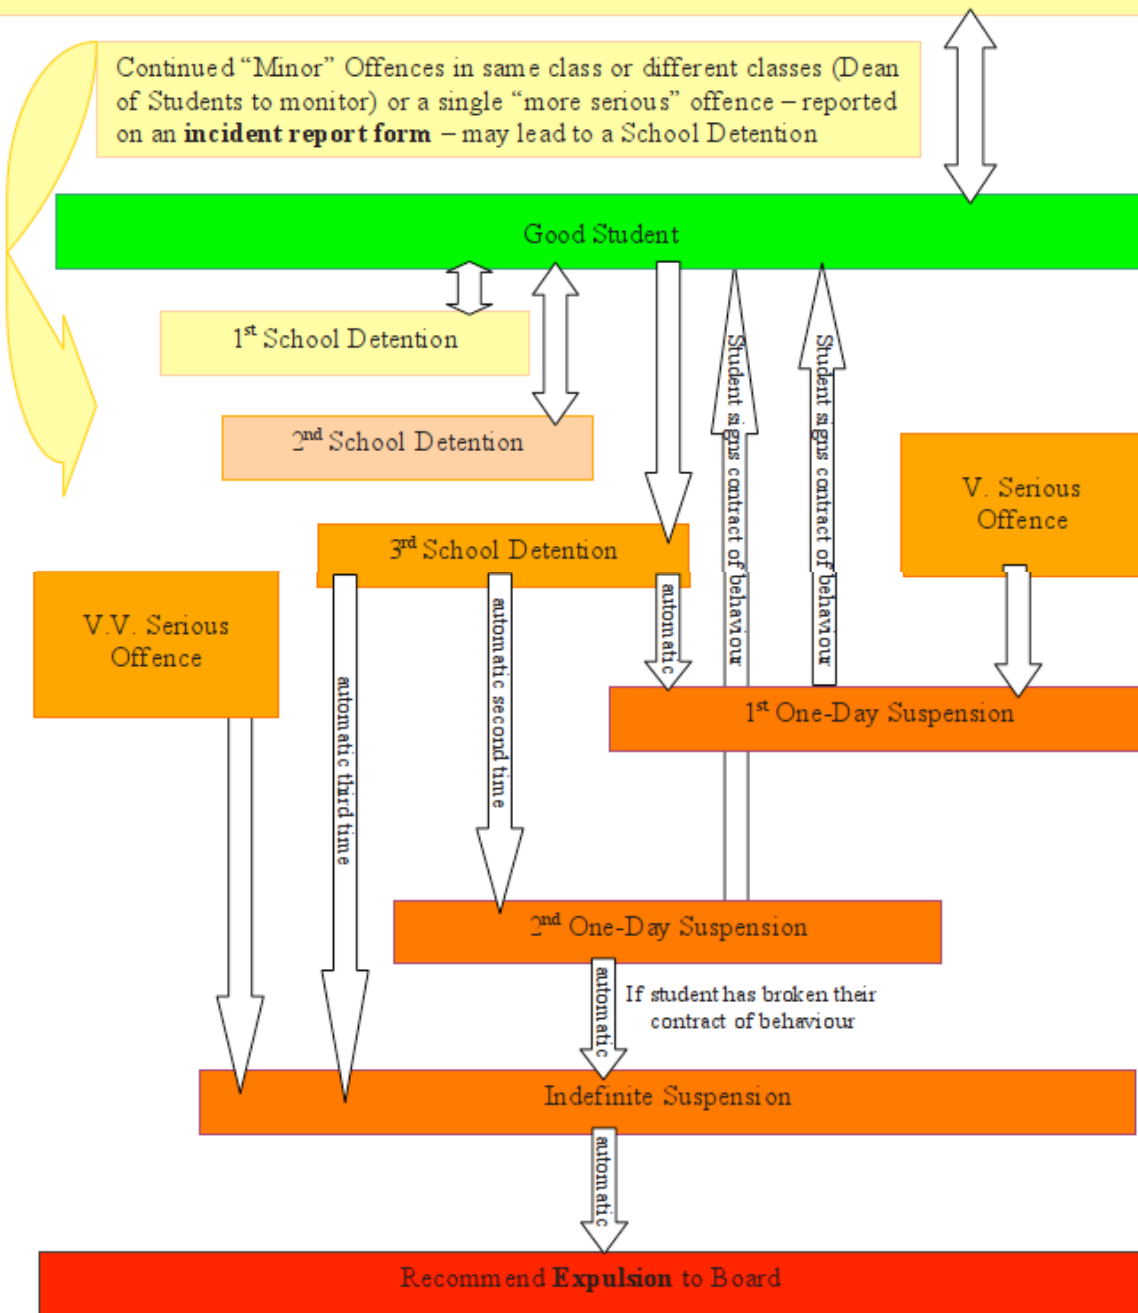 Continued “Minor” Offences in same class or different classes (Dean
of Students to monitor) or a single “more serious” offence – reported
on an incident report form – may lead to a School Detention
Good Student
1st School Detention
2nd School Detention
Student signs contract of behaviour
Student signs contract of behaviour
V. Serious
Offence
3rd School Detention
V.V. Serious
Offence
automatic third time
automatic second time
automatic
1st One-Day Suspension
2nd One-Day Suspension
automatic
If student has broken their
contract of behaviour
Indefinite Suspension
automatic
Recommend Expulsion to Board